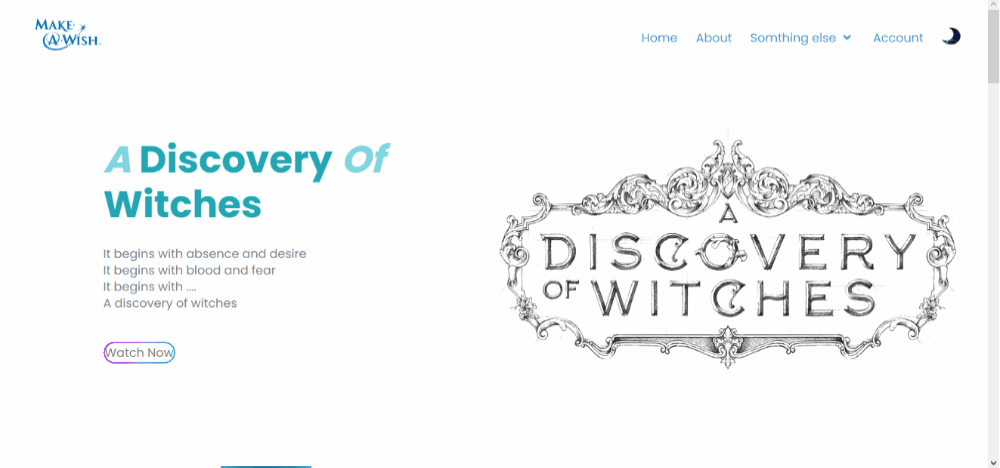 MAKE-
A-WISH.
Home About Somthing else Account
A Discovery Of
Witches
It begins with absence and desire
It begins with blood and fear
It begins with ....
A discovery of witches
Watch Now
A
DISCOVERY
OF WITCHES